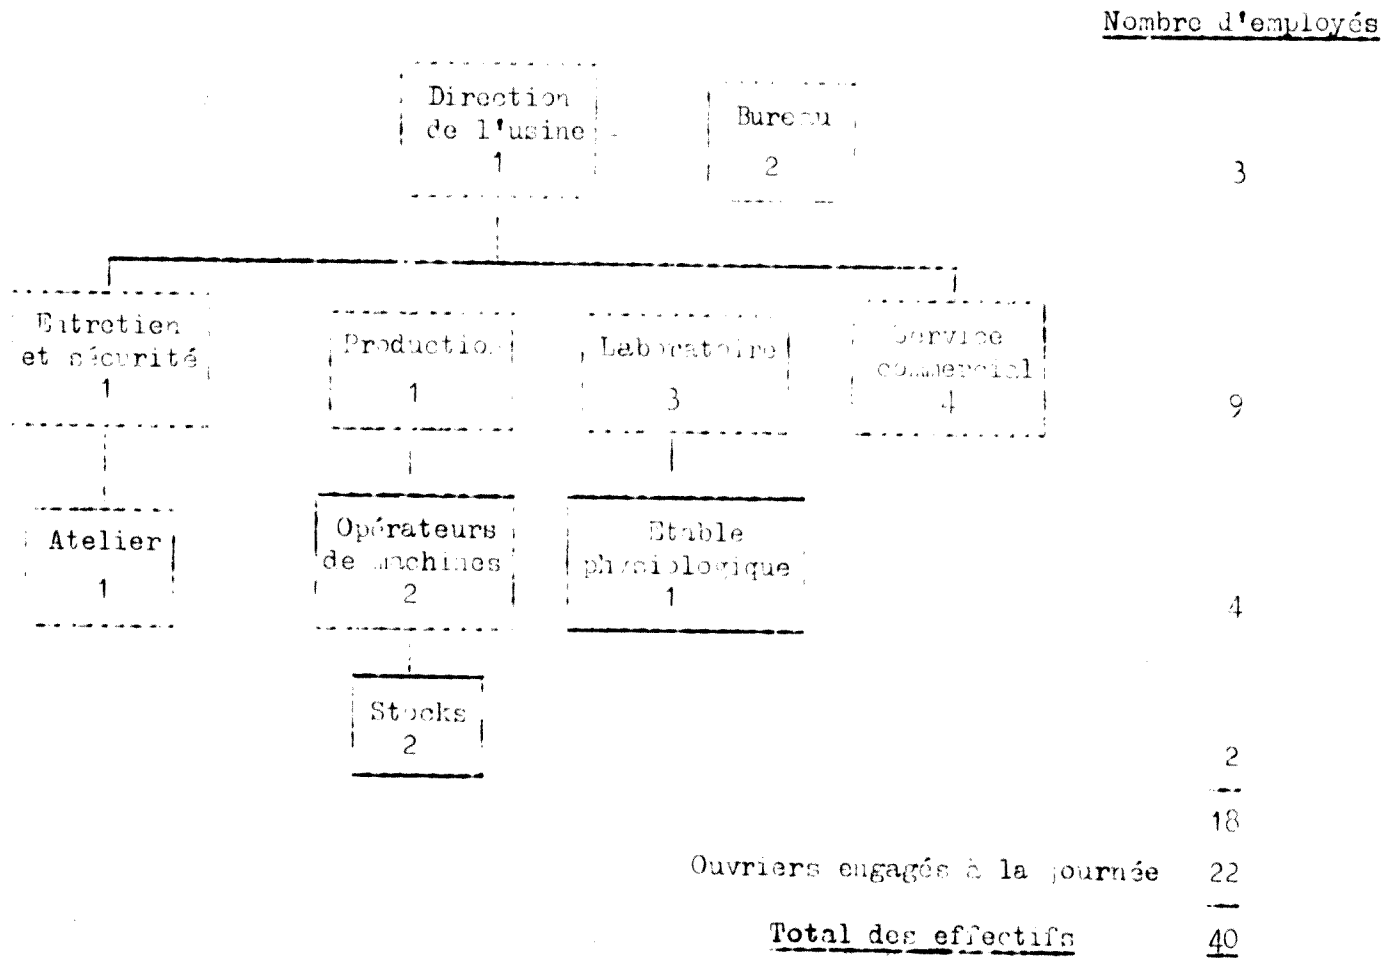 Nombre d'employés
Direction
de l'usine
1
Bureau
2
3
Entretien
et sécurité
1
Production
1
Laboratoire
3
Service
commercial
4
9
Atelier
1
Opérateurs
de machines
2
Etable
physiologique
1
4
Stocks
2
2
18
Ouvriers engagés à la journée 22
Total des effectifs 40